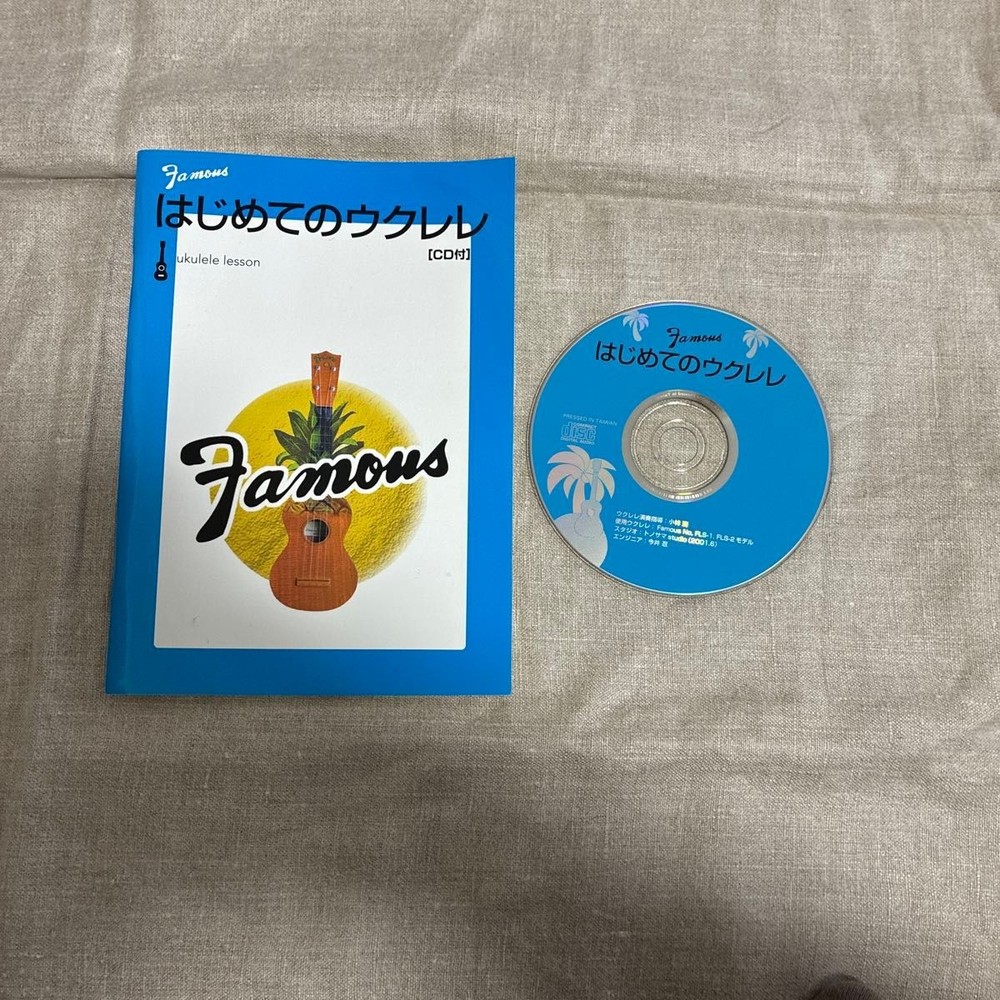 Famous
はじめてのウクレレ
[CD付]
ukulele lesson
Famous
Famous
はじめてのウクレレ
PRESSED IN TAIWAN
COMPACT
disc
DIGITAL AUDIO
ウクレレ演奏指導：小林
使用ウクレレ：Famous No, FLS-1, FLS-2モデル
スタジオ：トノサマ studio (2001.6)
エンジニア：今井 忍